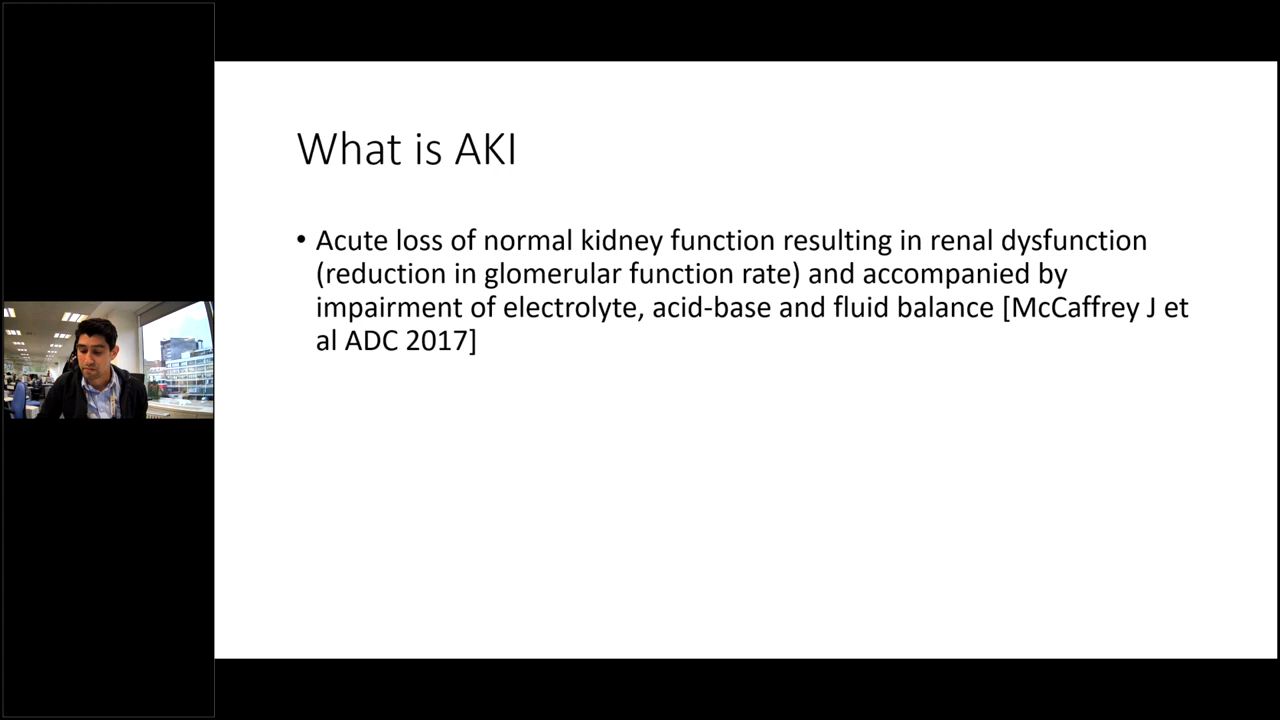 What is AKI
• Acute loss of normal kidney function resulting in renal dysfunction
(reduction in glomerular function rate) and accompanied by
impairment of electrolyte, acid-base and fluid balance [McCaffrey J et
al ADC 2017]